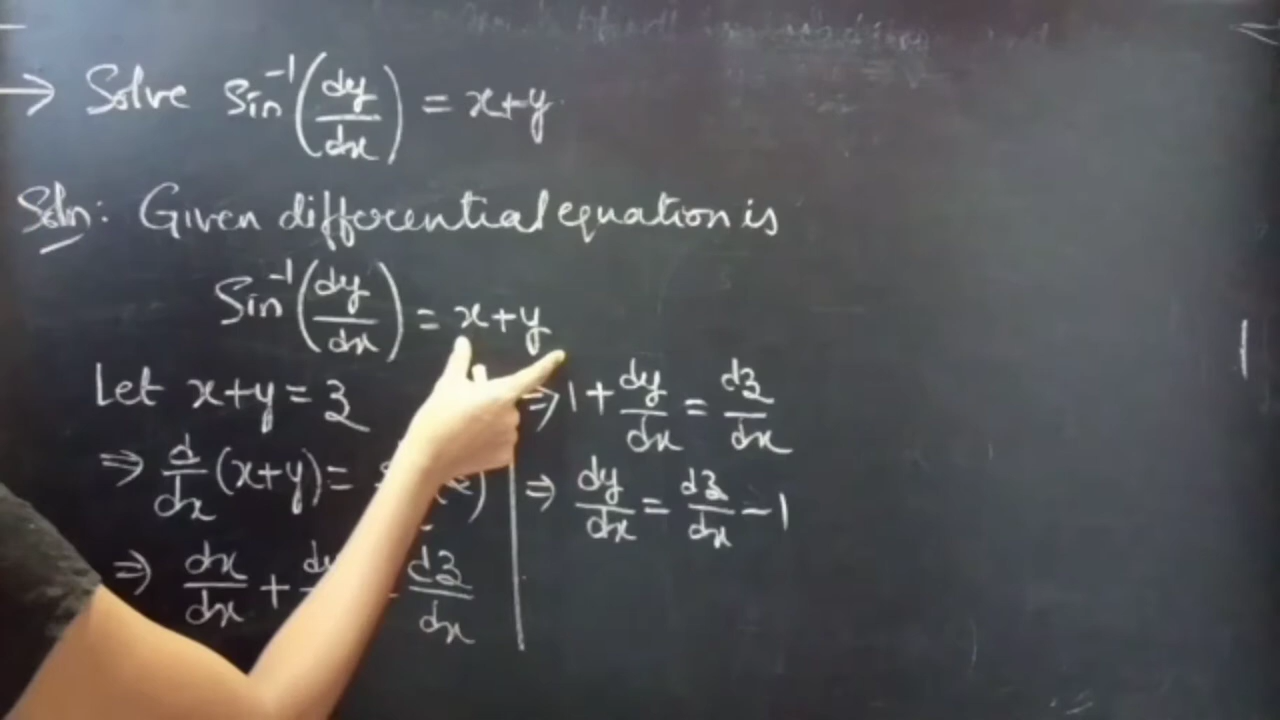 → Solve Sin⁻¹(dy/dx) = x+y
Soln: Given differential equation is
Sin⁻¹(dy/dx) = x+y
Let x+y = z
⇒ d/dx (x+y) =
⇒ dx/dx + dz/dx
⇒ 1 + dy/dx = dz/dx
⇒ dy/dx = dz/dx − 1